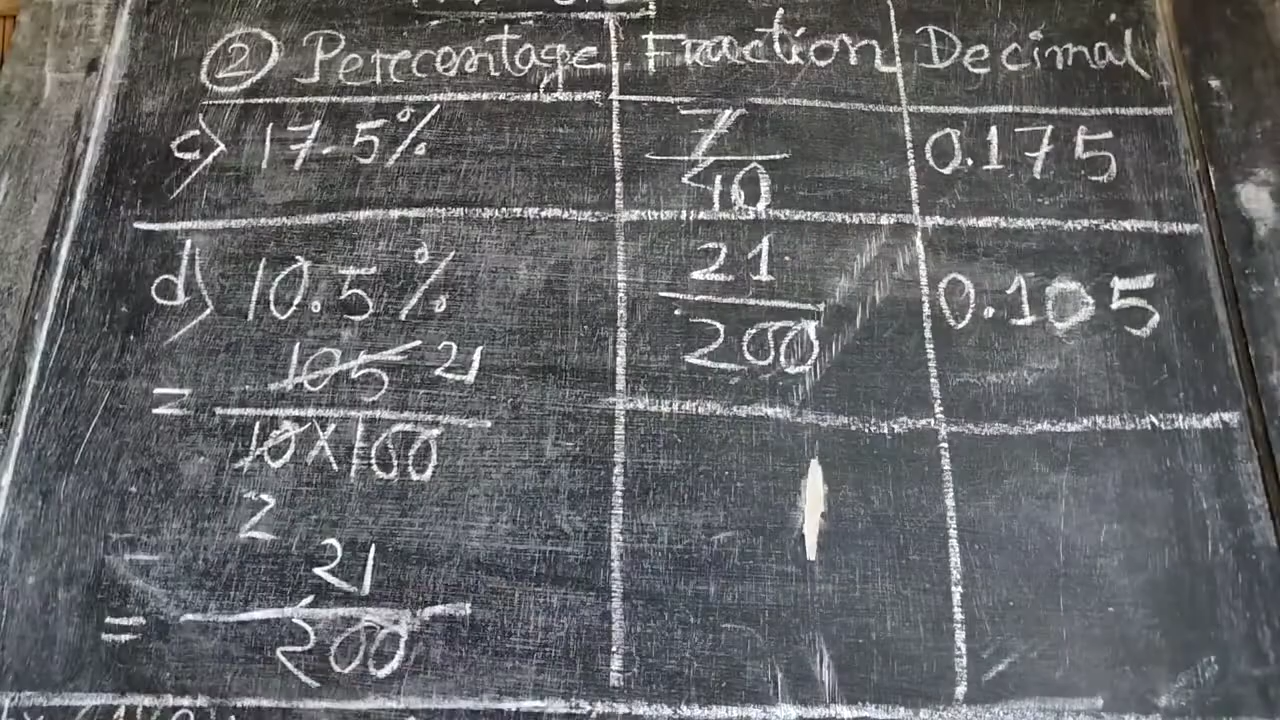 ② Perecontage Fraction Decimal
c) 17.5% 7/40 0.175
d) 10.5% 21/200 0.105
= 105 21
10×100
2
= 21/200